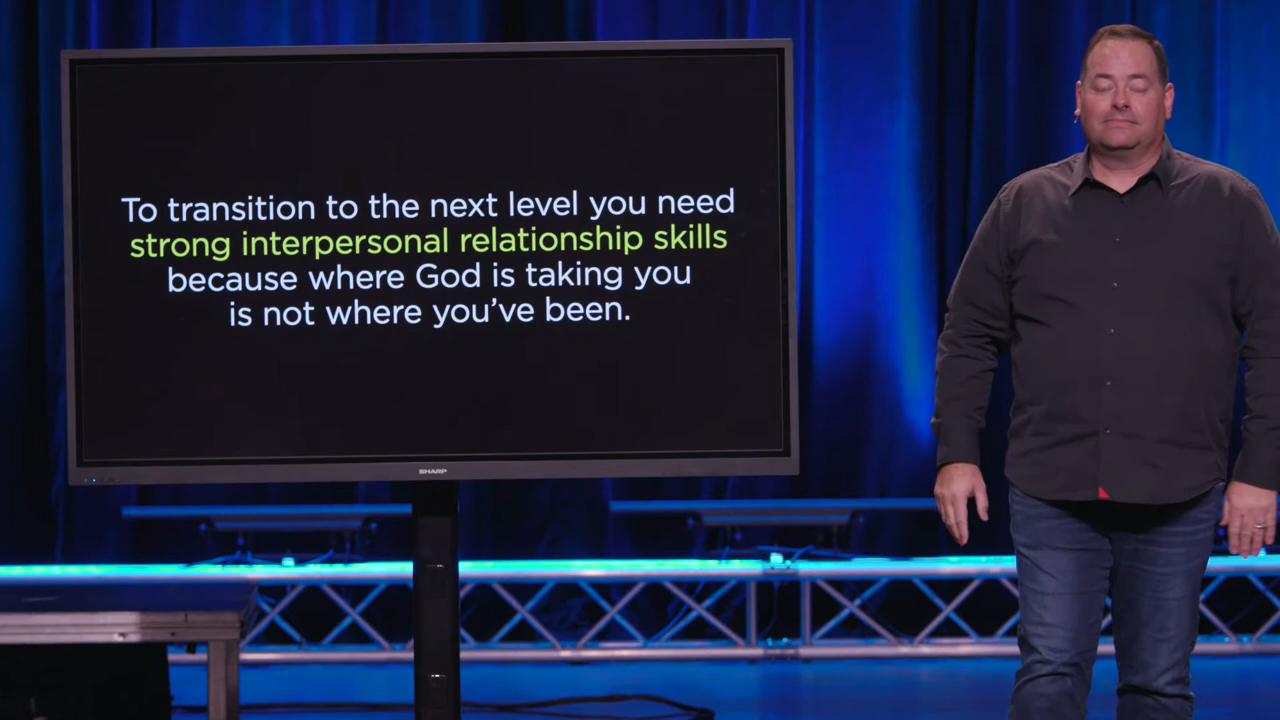 To transition to the next level you need
strong interpersonal relationship skills
because where God is taking you
is not where you've been.
SHARP